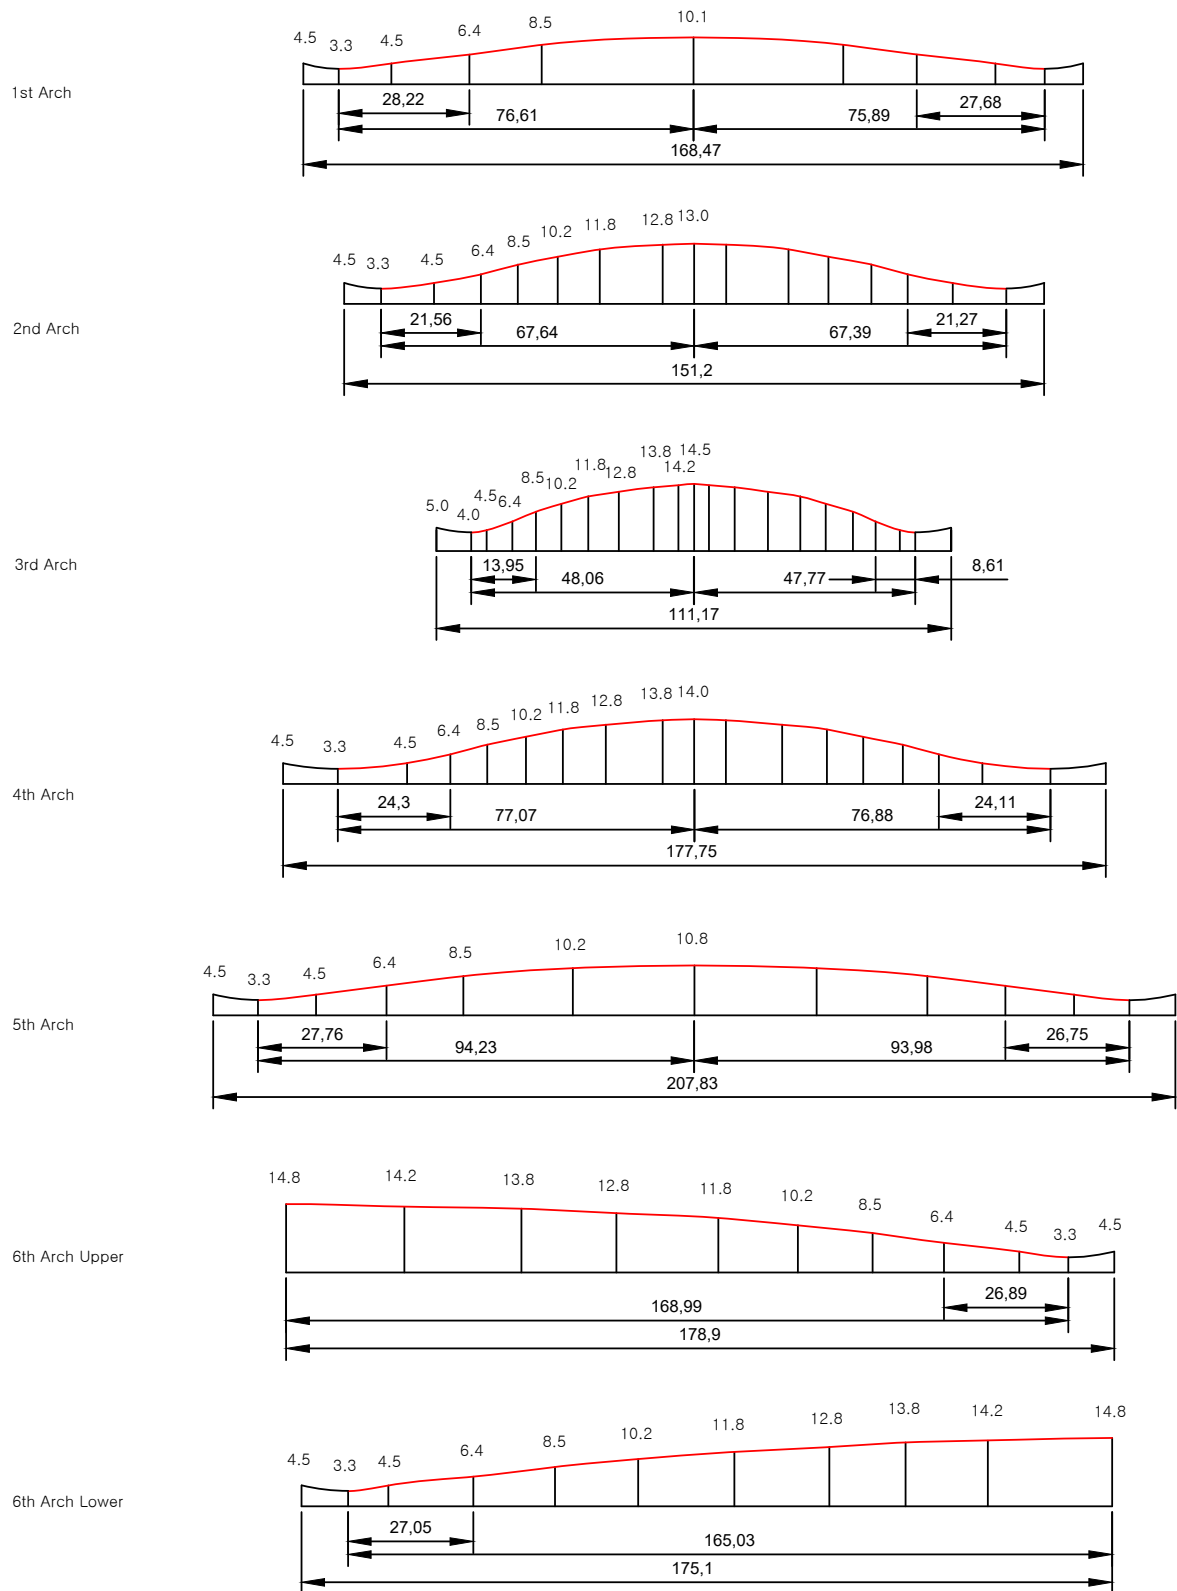 4.5 3.3 4.5 6.4 8.5 10.1
1st Arch
28,22 27,68
76,61 75,89
168,47
4.5 3.3 4.5 6.4 8.5 10.2 11.8 12.8 13.0
2nd Arch
21,56 21,27
67,64 67,39
151,2
5.0 4.0 4.5 6.4 8.5 10.2 11.8 12.8 13.8 14.2 14.5
3rd Arch
13,95 8,61
48,06 47,77
111,17
4.5 3.3 4.5 6.4 8.5 10.2 11.8 12.8 13.8 14.0
4th Arch
24,3 24,11
77,07 76,88
177,75
4.5 3.3 4.5 6.4 8.5 10.2 10.8
5th Arch
27,76 26,75
94,23 93,98
207,83
14.8 14.2 13.8 12.8 11.8 10.2 8.5 6.4 4.5 3.3 4.5
6th Arch Upper
26,89
168,99
178,9
4.5 3.3 4.5 6.4 8.5 10.2 11.8 12.8 13.8 14.2 14.8
6th Arch Lower
27,05
165,03
175,1